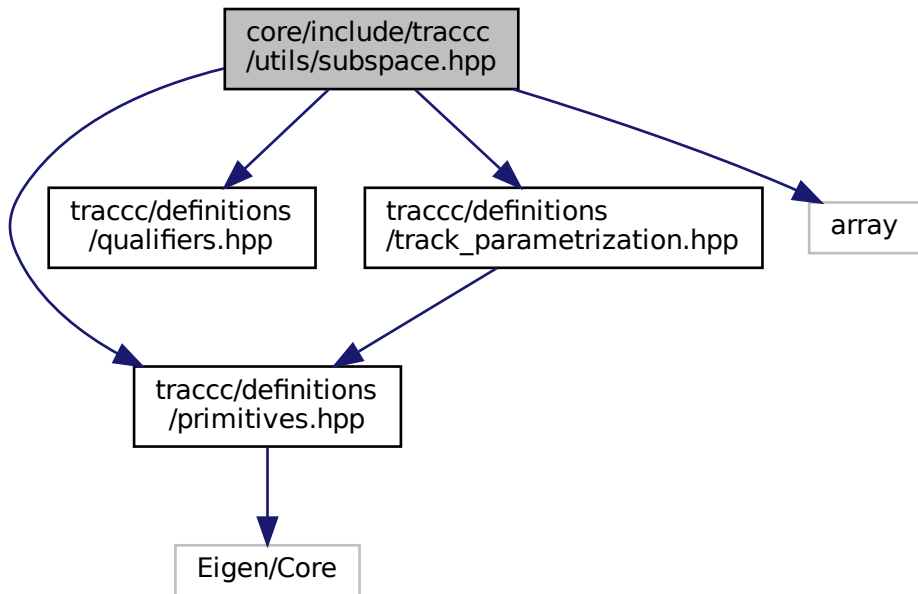 core/include/traccc
/utils/subspace.hpp
traccc/definitions
/qualifiers.hpp
traccc/definitions
/track_parametrization.hpp
array
traccc/definitions
/primitives.hpp
Eigen/Core